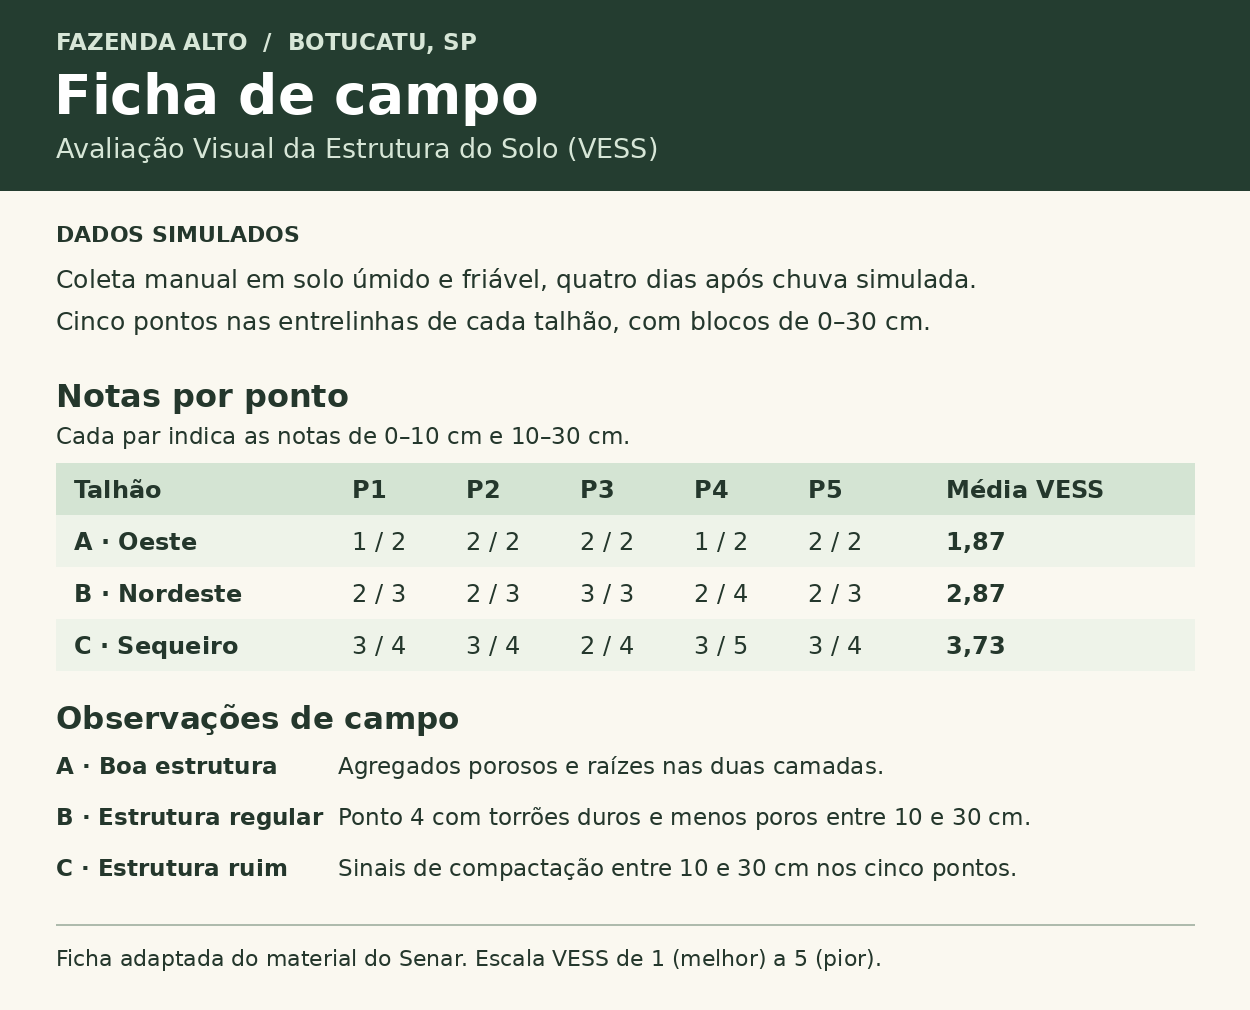 FAZENDA ALTO / BOTUCATU, SP
Ficha de campo
Avaliação Visual da Estrutura do Solo (VESS)
DADOS SIMULADOS
Coleta manual em solo úmido e friável, quatro dias após chuva simulada.
Cinco pontos nas entrelinhas de cada talhão, com blocos de 0–30 cm.
Notas por ponto
Cada par indica as notas de 0–10 cm e 10–30 cm.
Talhão P1 P2 P3 P4 P5 Média VESS
A · Oeste 1 / 2 2 / 2 2 / 2 1 / 2 2 / 2 1,87
B · Nordeste 2 / 3 2 / 3 3 / 3 2 / 4 2 / 3 2,87
C · Sequeiro 3 / 4 3 / 4 2 / 4 3 / 5 3 / 4 3,73
Observações de campo
A · Boa estrutura Agregados porosos e raízes nas duas camadas.
B · Estrutura regular Ponto 4 com torrões duros e menos poros entre 10 e 30 cm.
C · Estrutura ruim Sinais de compactação entre 10 e 30 cm nos cinco pontos.
Ficha adaptada do material do Senar. Escala VESS de 1 (melhor) a 5 (pior).